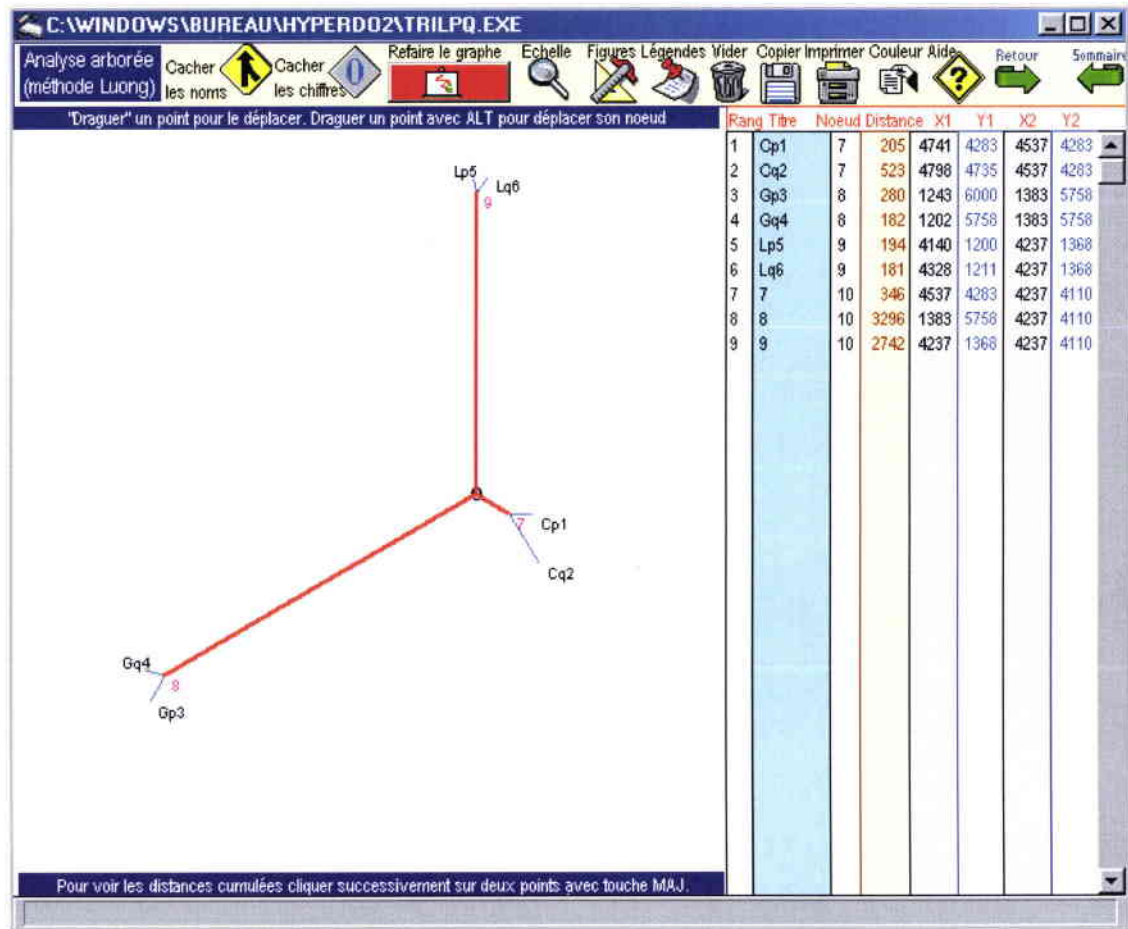 C:\WINDOWS\BUREAU\HYPERDO2\TRILPQ.EXE
Analyse arborée
(méthode Luong)
Cacher
les noms
Cacher
les chiffres
0
Refaire le graphe
Echelle
Figures
Légendes
Vider
Copier
Imprimer
Couleur
Aide
?
Retour
Sommaire
"Draguer" un point pour le déplacer. Draguer un point avec ALT pour déplacer son noeud
Lp5
Lq6
9
7
Cp1
Cq2
Gq4
8
Gp3
Pour voir les distances cumulées cliquer successivement sur deux points avec touche MAJ.
Rang Titre Noeud Distance X1 Y1 X2 Y2
1 Cp1 7 205 4741 4283 4537 4283
2 Cq2 7 523 4798 4735 4537 4283
3 Gp3 8 280 1243 6000 1383 5758
4 Gq4 8 182 1202 5758 1383 5758
5 Lp5 9 194 4140 1200 4237 1368
6 Lq6 9 181 4328 1211 4237 1368
7 7 10 346 4537 4283 4237 4110
8 8 10 3296 1383 5758 4237 4110
9 9 10 2742 4237 1368 4237 4110